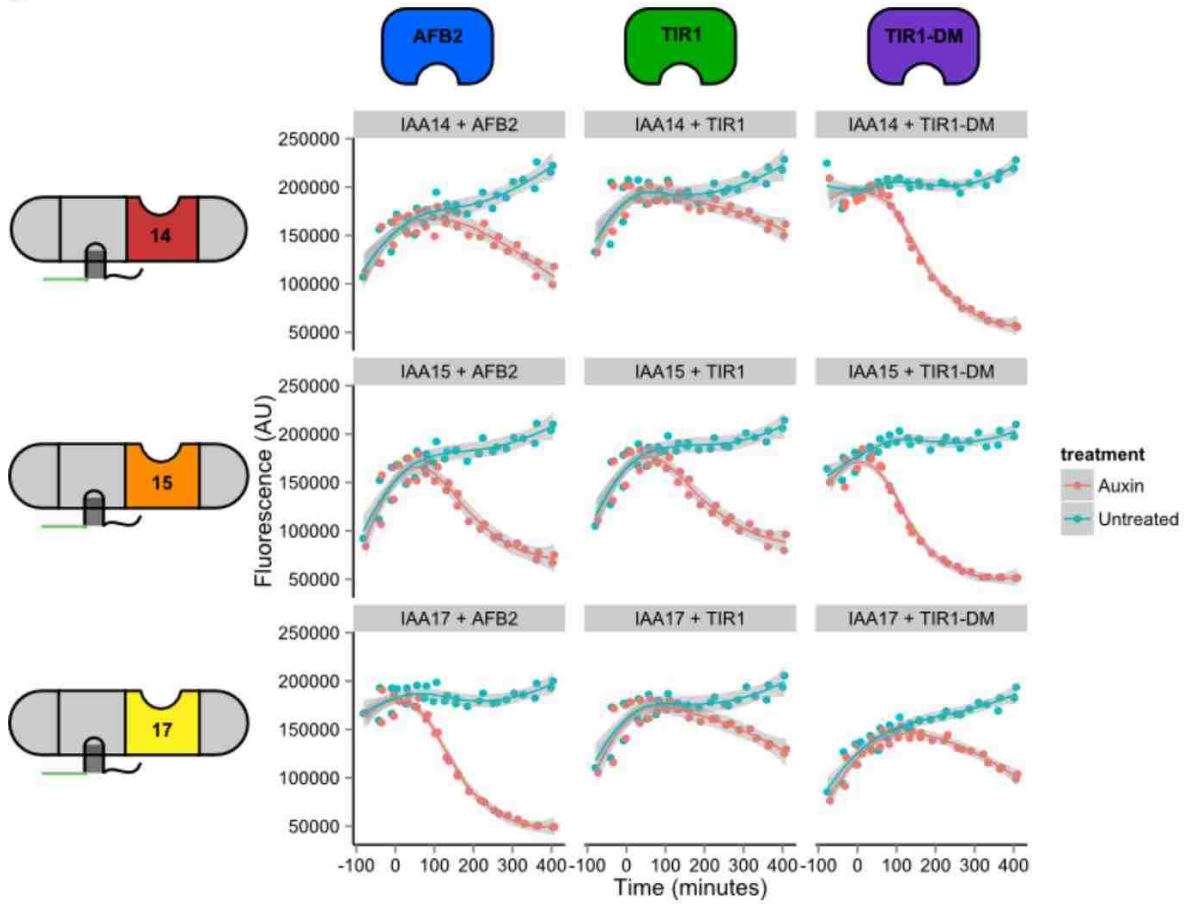 AFB2 TIR1 TIR1-DM
IAA14 + AFB2 IAA14 + TIR1 IAA14 + TIR1-DM
250000
200000
150000
100000
50000
14
IAA15 + AFB2 IAA15 + TIR1 IAA15 + TIR1-DM
250000
200000
150000
100000
50000
15
Fluorescence (AU)
treatment
Auxin
Untreated
IAA17 + AFB2 IAA17 + TIR1 IAA17 + TIR1-DM
250000
200000
150000
100000
50000
17
-100 0 100 200 300 400 -100 0 100 200 300 400 -100 0 100 200 300 400
Time (minutes)